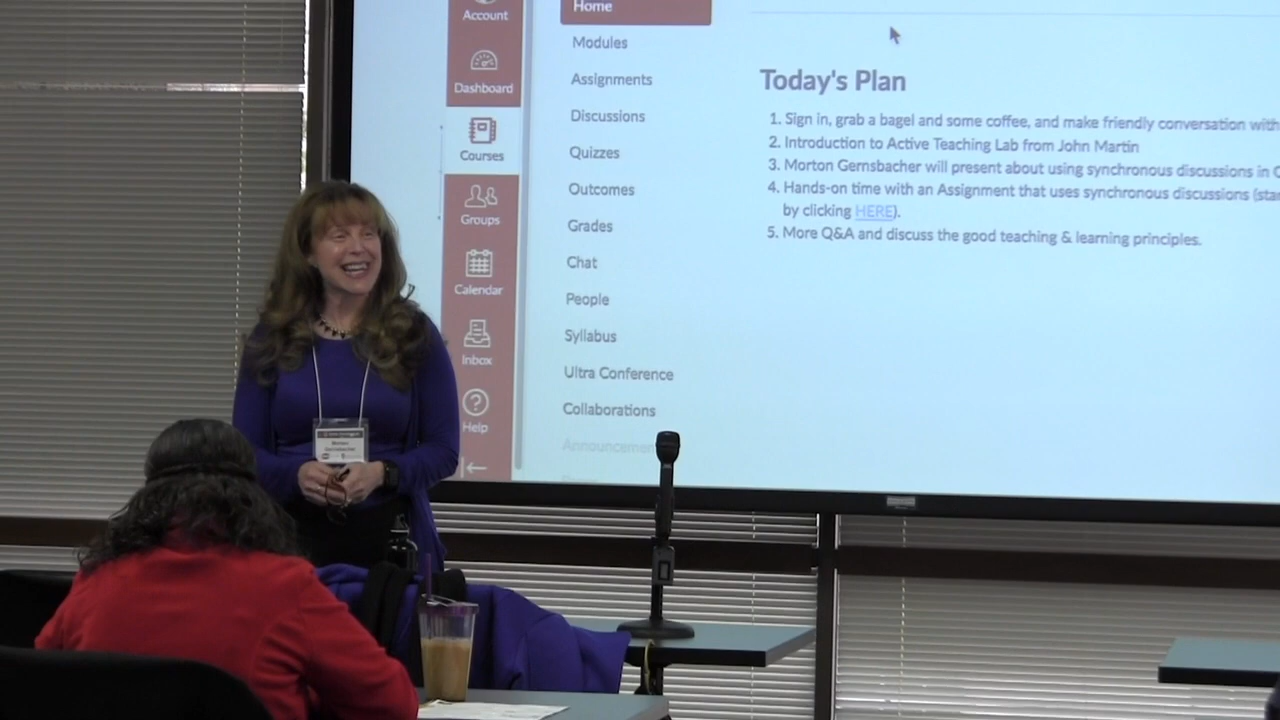 Account
Dashboard
Courses
Groups
Calendar
Inbox
Help
Home
Modules
Assignments
Discussions
Quizzes
Outcomes
Grades
Chat
People
Syllabus
Ultra Conference
Collaborations
Announcemen
Today's Plan
1. Sign in, grab a bagel and some coffee, and make friendly conversation with
2. Introduction to Active Teaching Lab from John Martin
3. Morton Gernsbacher will present about using synchronous discussions in C
4. Hands-on time with an Assignment that uses synchronous discussions (sta
by clicking HERE).
5. More Q&A and discuss the good teaching & learning principles.
Morton
Gernsbacher